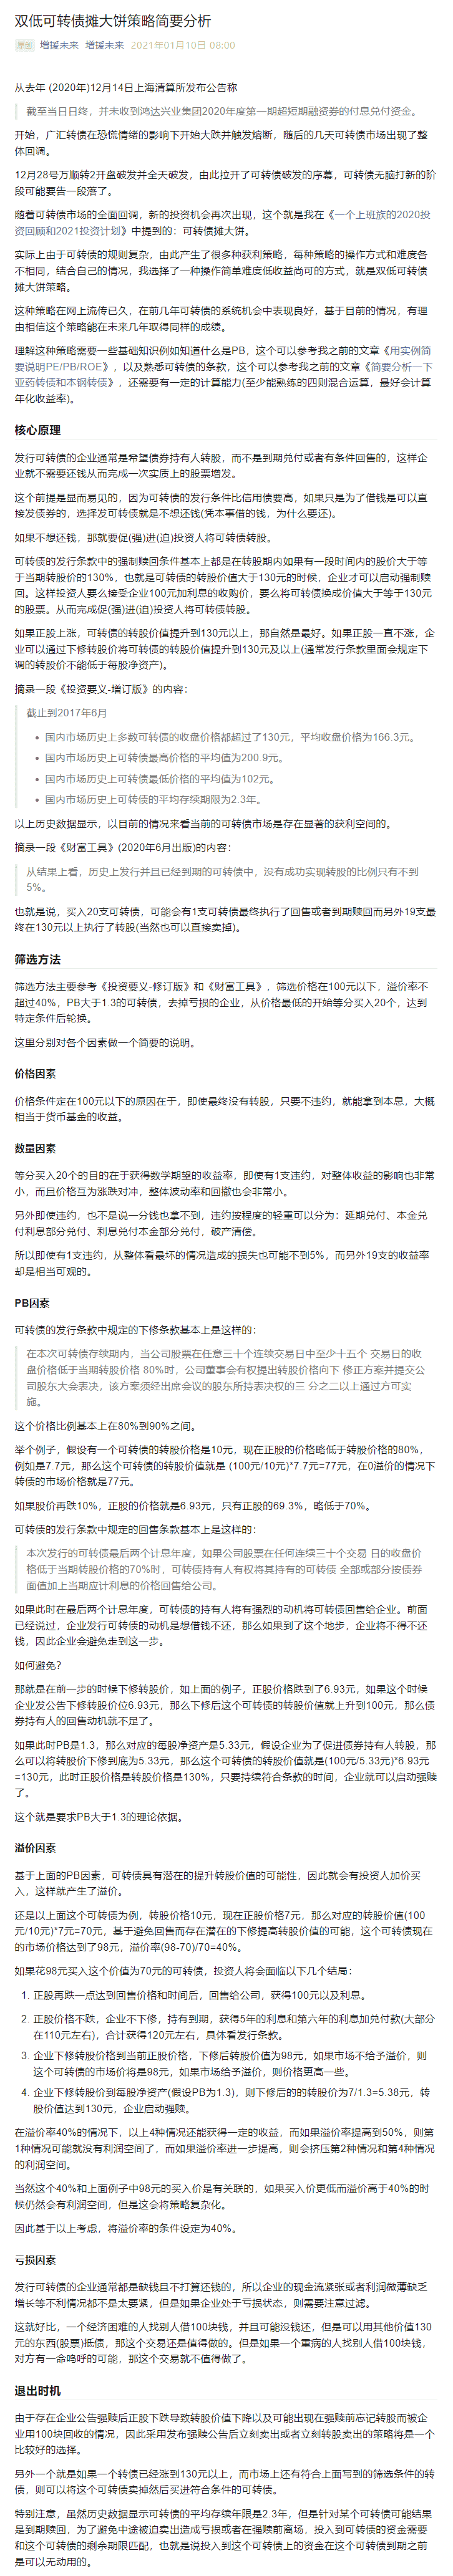 双低可转债摊大饼策略简要分析
原创 增援未来 增援未来 2021年01月10日 08:00
从去年 (2020年)12月14日上海清算所发布公告称
截至当日日终，并未收到鸿达兴业集团2020年度第一期超短期融资券的付息兑付资金。
开始，广汇转债在恐慌情绪的影响下开始大跌并触发熔断，随后的几天可转债市场出现了整
体回调。
12月28号万顺转2开盘破发并全天破发，由此拉开了可转债破发的序幕，可转债无脑打新的阶
段可能要告一段落了。
随着可转债市场的全面回调，新的投资机会再次出现，这个就是我在《一个上班族的2020投
资回顾和2021投资计划》中提到的：可转债摊大饼。
实际上由于可转债的规则复杂，由此产生了很多种获利策略，每种策略的操作方式和难度各
不相同，结合自己的情况，我选择了一种操作简单难度低收益尚可的方式，就是双低可转债
摊大饼策略。
这种策略在网上流传已久，在前几年可转债的系统机会中表现良好，基于目前的情况，有理
由相信这个策略能在未来几年取得同样的成绩。
理解这种策略需要一些基础知识例如知道什么是PB，这个可以参考我之前的文章《用实例简
要说明PE/PB/ROE》，以及熟悉可转债的条款，这个可以参考我之前的文章《简要分析一下
亚药转债和本钢转债》，还需要有一定的计算能力(至少能熟练的四则混合运算，最好会计算
年化收益率)。
核心原理
发行可转债的企业通常是希望债券持有人转股，而不是到期兑付或者有条件回售的，这样企
业就不需要还钱从而完成一次实质上的股票增发。
这个前提是显而易见的，因为可转债的发行条件比信用债要高，如果只是为了借钱是可以直
接发债券的，选择发可转债就是不想还钱(凭本事借的钱，为什么要还)。
如果不想还钱，那就要促(强)进(迫)投资人将可转债转股。
可转债的发行条款中的强制赎回条件基本上都是在转股期内如果有一段时间内的股价大于等
于当期转股价的130%，也就是可转债的转股价值大于130元的时候，企业才可以启动强制赎
回。这样投资人要么接受企业100元加利息的收购价，要么将可转债换成价值大于等于130元
的股票。从而完成促(强)进(迫)投资人将可转债转股。
如果正股上涨，可转债的转股价值提升到130元以上，那自然是最好。如果正股一直不涨，企
业可以通过下修转股价将可转债的转股价值提升到130元及以上(通常发行条款里面会规定下
调的转股价不能低于每股净资产)。
摘录一段《投资要义-增订版》的内容：
截止到2017年6月
• 国内市场历史上多数可转债的收盘价格都超过了130元，平均收盘价格为166.3元。
• 国内市场历史上可转债最高价格的平均值为200.9元。
• 国内市场历史上可转债最低价格的平均值为102元。
• 国内市场历史上可转债的平均存续期限为2.3年。
以上历史数据显示，以目前的情况来看当前的可转债市场是存在显著的获利空间的。
摘录一段《财富工具》(2020年6月出版)的内容：
从结果上看，历史上发行并且已经到期的可转债中，没有成功实现转股的比例只有不到
5%。
也就是说，买入20支可转债，可能会有1支可转债最终执行了回售或者到期赎回而另外19支最
终在130元以上执行了转股(当然也可以直接卖掉)。
筛选方法
筛选方法主要参考《投资要义-修订版》和《财富工具》，筛选价格在100元以下，溢价率不
超过40%，PB大于1.3的可转债，去掉亏损的企业，从价格最低的开始等分买入20个，达到
特定条件后轮换。
这里分别对各个因素做一个简要的说明。
价格因素
价格条件定在100元以下的原因在于，即使最终没有转股，只要不违约，就能拿到本息，大概
相当于货币基金的收益。
数量因素
等分买入20个的目的在于获得数学期望的收益率，即使有1支违约，对整体收益的影响也非常
小，而且价格互为涨跌对冲，整体波动率和回撤也会非常小。
另外即使违约，也不是说一分钱也拿不到，违约按程度的轻重可以分为：延期兑付、本金兑
付利息部分兑付、利息兑付本金部分兑付，破产清偿。
所以即使有1支违约，从整体看最坏的情况造成的损失也可能不到5%，而另外19支的收益率
却是相当可观的。
PB因素
可转债的发行条款中规定的下修条款基本上是这样的：
在本次可转债存续期内，当公司股票在任意三十个连续交易日中至少十五个 交易日的收
盘价格低于当期转股价格 80%时，公司董事会有权提出转股价格向下 修正方案并提交公
司股东大会表决，该方案须经出席会议的股东所持表决权的三 分之二以上通过方可实
施。
这个价格比例基本上在80%到90%之间。
举个例子，假设有一个可转债的转股价格是10元，现在正股的价格略低于转股价格的80%，
例如是7.7元，那么这个可转债的转股价值就是 (100元/10元)*7.7元=77元，在0溢价的情况下
转债的市场价格就是77元。
如果股价再跌10%，正股的价格就是6.93元，只有正股的69.3%，略低于70%。
可转债的发行条款中规定的回售条款基本上是这样的：
本次发行的可转债最后两个计息年度，如果公司股票在任何连续三十个交易 日的收盘价
格低于当期转股价格的70%时，可转债持有人有权将其持有的可转债 全部或部分按债券
面值加上当期应计利息的价格回售给公司。
如果此时在最后两个计息年度，可转债的持有人将有强烈的动机将可转债回售给企业。前面
已经说过，企业发行可转债的动机是想借钱不还，那么如果到了这个地步，企业将不得不还
钱，因此企业会避免走到这一步。
如何避免？
那就是在前一步的时候下修转股价，如上面的例子，正股价格跌到了6.93元，如果这个时候
企业发公告下修转股价位6.93元，那么下修后这个可转债的转股价值就上升到100元，那么债
券持有人的回售动机就不足了。
如果此时PB是1.3，那么对应的每股净资产是5.33元，假设企业为了促进债券持有人转股，那
么可以将转股价下修到底为5.33元，那么这个可转债的转股价值就是(100元/5.33元)*6.93元
=130元，此时正股价格是转股价格是130%，只要持续符合条款的时间，企业就可以启动强赎
了。
这个就是要求PB大于1.3的理论依据。
溢价因素
基于上面的PB因素，可转债具有潜在的提升转股价值的可能性，因此就会有投资人加价买
入，这样就产生了溢价。
还是以上面这个可转债为例，转股价格10元，现在正股价格7元，那么对应的转股价值(100
元/10元)*7元=70元，基于避免回售而存在潜在的下修提高转股价值的可能，这个可转债现在
的市场价格达到了98元，溢价率(98-70)/70=40%。
如果花98元买入这个价值为70元的可转债，投资人将会面临以下几个结局：
1. 正股再跌一点达到回售价格和时间后，回售给公司，获得100元以及利息。
2. 正股价格不跌，企业不下修，持有到期，获得5年的利息和第六年的利息加兑付款(大部分
在110元左右)，合计获得120元左右，具体看发行条款。
3. 企业下修转股价格到当前正股价格，下修后转股价值为98元，如果市场不给予溢价，则
这个可转债的市场价将是98元，如果市场给予溢价，则价格更高一些。
4. 企业下修转股价到每股净资产(假设PB为1.3)，则下修后的的转股价为7/1.3=5.38元，转
股价值达到130元，企业启动强赎。
在溢价率40%的情况下，以上4种情况还能获得一定的收益，而如果溢价率提高到50%，则第
1种情况可能就没有利润空间了，而如果溢价率进一步提高，则会挤压第2种情况和第4种情况
的利润空间。
当然这个40%和上面例子中98元的买入价是有关联的，如果买入价更低而溢价高于40%的时
候仍然会有利润空间，但是这会将策略复杂化。
因此基于以上考虑，将溢价率的条件设定为40%。
亏损因素
发行可转债的企业通常都是缺钱且不打算还钱的，所以企业的现金流紧张或者利润微薄缺乏
增长等不利情况都不是太要紧，但是如果企业处于亏损状态，则需要注意过滤。
这就好比，一个经济困难的人找别人借100块钱，并且可能没钱还，但是可以用其他价值130
元的东西(股票)抵债，那这个交易还是值得做的。但是如果一个重病的人找别人借100块钱，
对方有一命呜呼的可能，那这个交易就不值得做了。
退出时机
由于存在企业公告强赎后正股下跌导致转股价值下降以及可能出现在强赎前忘记转股而被企
业用100块回收的情况，因此采用发布强赎公告后立刻卖出或者立刻转股卖出的策略将是一个
比较好的选择。
另外一个就是如果一个转债已经涨到130元以上，而市场上还有符合上面写到的筛选条件的转
债，则可以将这个可转债卖掉然后买进符合条件的可转债。
特别注意，虽然历史数据显示可转债的平均存续年限是2.3年，但是针对某个可转债可能结果
是到期赎回，为了避免中途被迫卖出造成亏损或者在强赎前离场，投入到可转债的资金需要
和这个可转债的剩余期限匹配，也就是说投入到这个可转债上的资金在这个可转债到期之前
是可以无动用的。